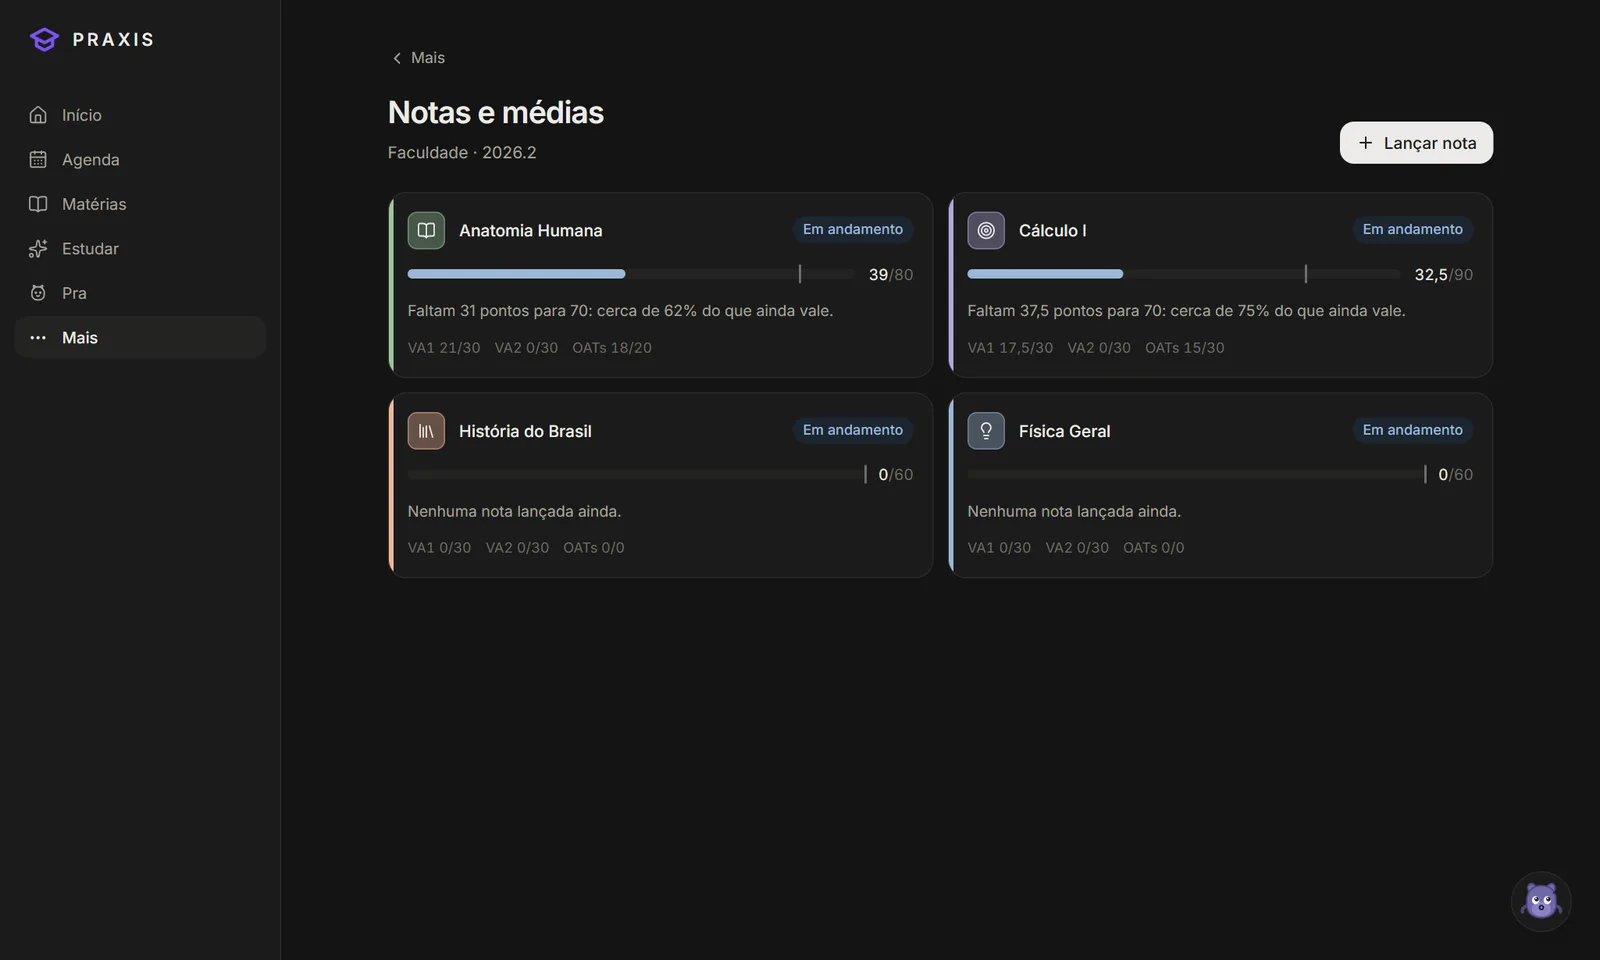 PRAXIS
Início
Agenda
Matérias
Estudar
Pra
Mais
Mais
Notas e médias
Faculdade · 2026.2
Lançar nota
Anatomia Humana
Em andamento
39/80
Faltam 31 pontos para 70: cerca de 62% do que ainda vale.
VA1 21/30 VA2 0/30 OATs 18/20
Cálculo I
Em andamento
32,5/90
Faltam 37,5 pontos para 70: cerca de 75% do que ainda vale.
VA1 17,5/30 VA2 0/30 OATs 15/30
História do Brasil
Em andamento
0/60
Nenhuma nota lançada ainda.
VA1 0/30 VA2 0/30 OATs 0/0
Física Geral
Em andamento
0/60
Nenhuma nota lançada ainda.
VA1 0/30 VA2 0/30 OATs 0/0